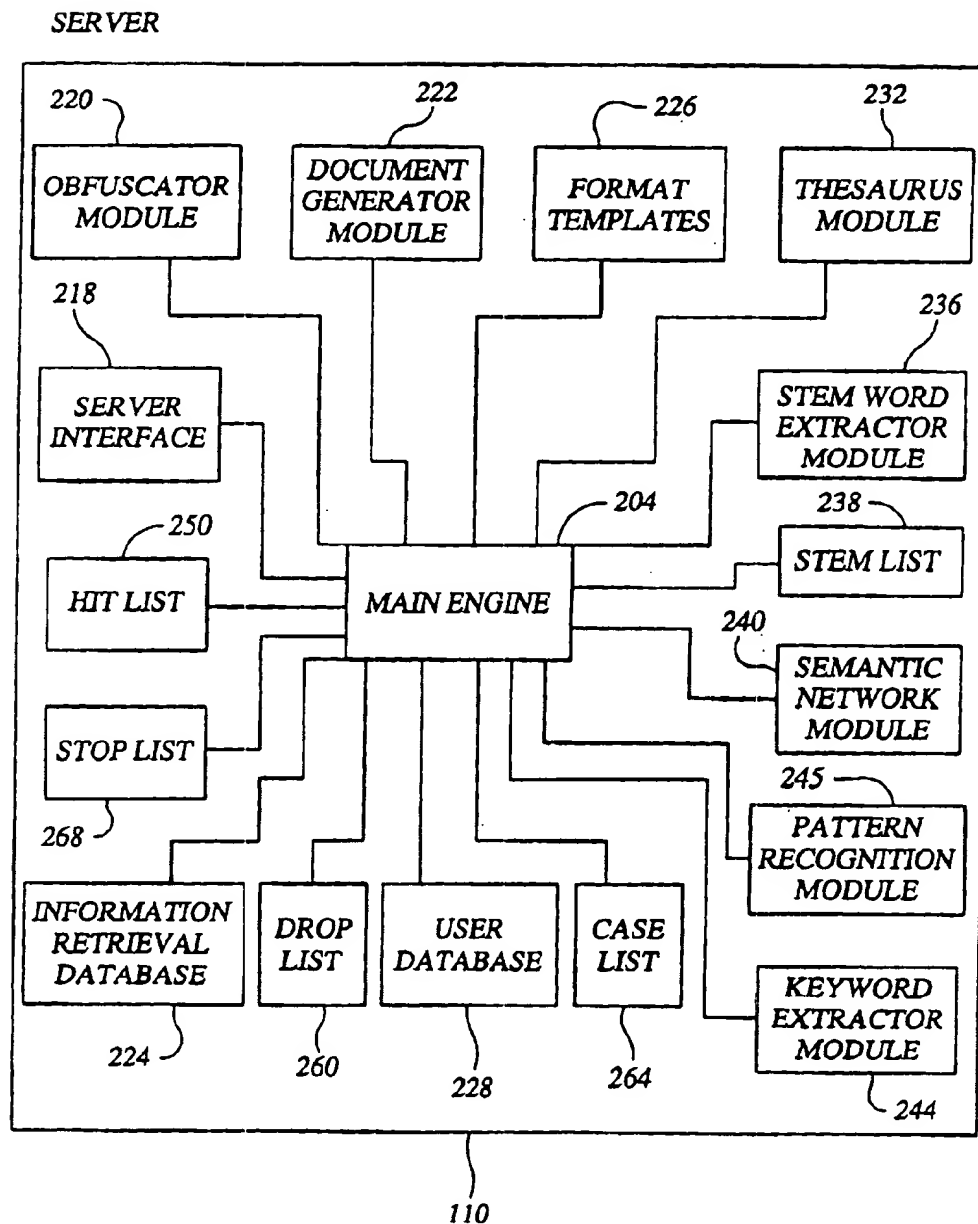 SERVER
220
222
226
232
OBFUSCATOR
MODULE
DOCUMENT
GENERATOR
MODULE
FORMAT
TEMPLATES
THESAURUS
MODULE
218
236
SERVER
INTERFACE
STEM WORD
EXTRACTOR
MODULE
250
204
238
HIT LIST
MAIN ENGINE
STEM LIST
240
SEMANTIC
NETWORK
MODULE
STOP LIST
268
245
PATTERN
RECOGNITION
MODULE
INFORMATION
RETRIEVAL
DATABASE
DROP
LIST
USER
DATABASE
CASE
LIST
KEYWORD
EXTRACTOR
MODULE
224
260
228
264
244
110